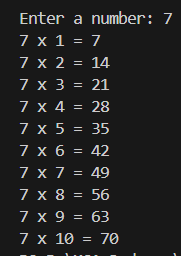 Enter a number: 7
7 x 1 = 7
7 x 2 = 14
7 x 3 = 21
7 x 4 = 28
7 x 5 = 35
7 x 6 = 42
7 x 7 = 49
7 x 8 = 56
7 x 9 = 63
7 x 10 = 70